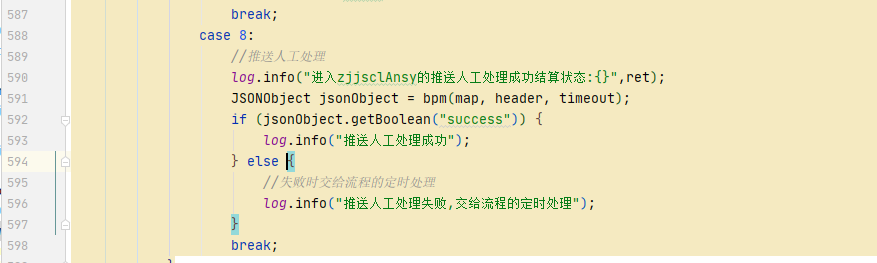 587 break;
588 case 8:
589 //推送人工处理
590 log.info("进入zjjsclAnsy的推送人工处理成功结算状态:{}",ret);
591 JSONObject jsonObject = bpm(map, header, timeout);
592 if (jsonObject.getBoolean("success")) {
593 log.info("推送人工处理成功");
594 } else {
595 //失败时交给流程的定时处理
596 log.info("推送人工处理失败,交给流程的定时处理");
597 }
598 break;
}